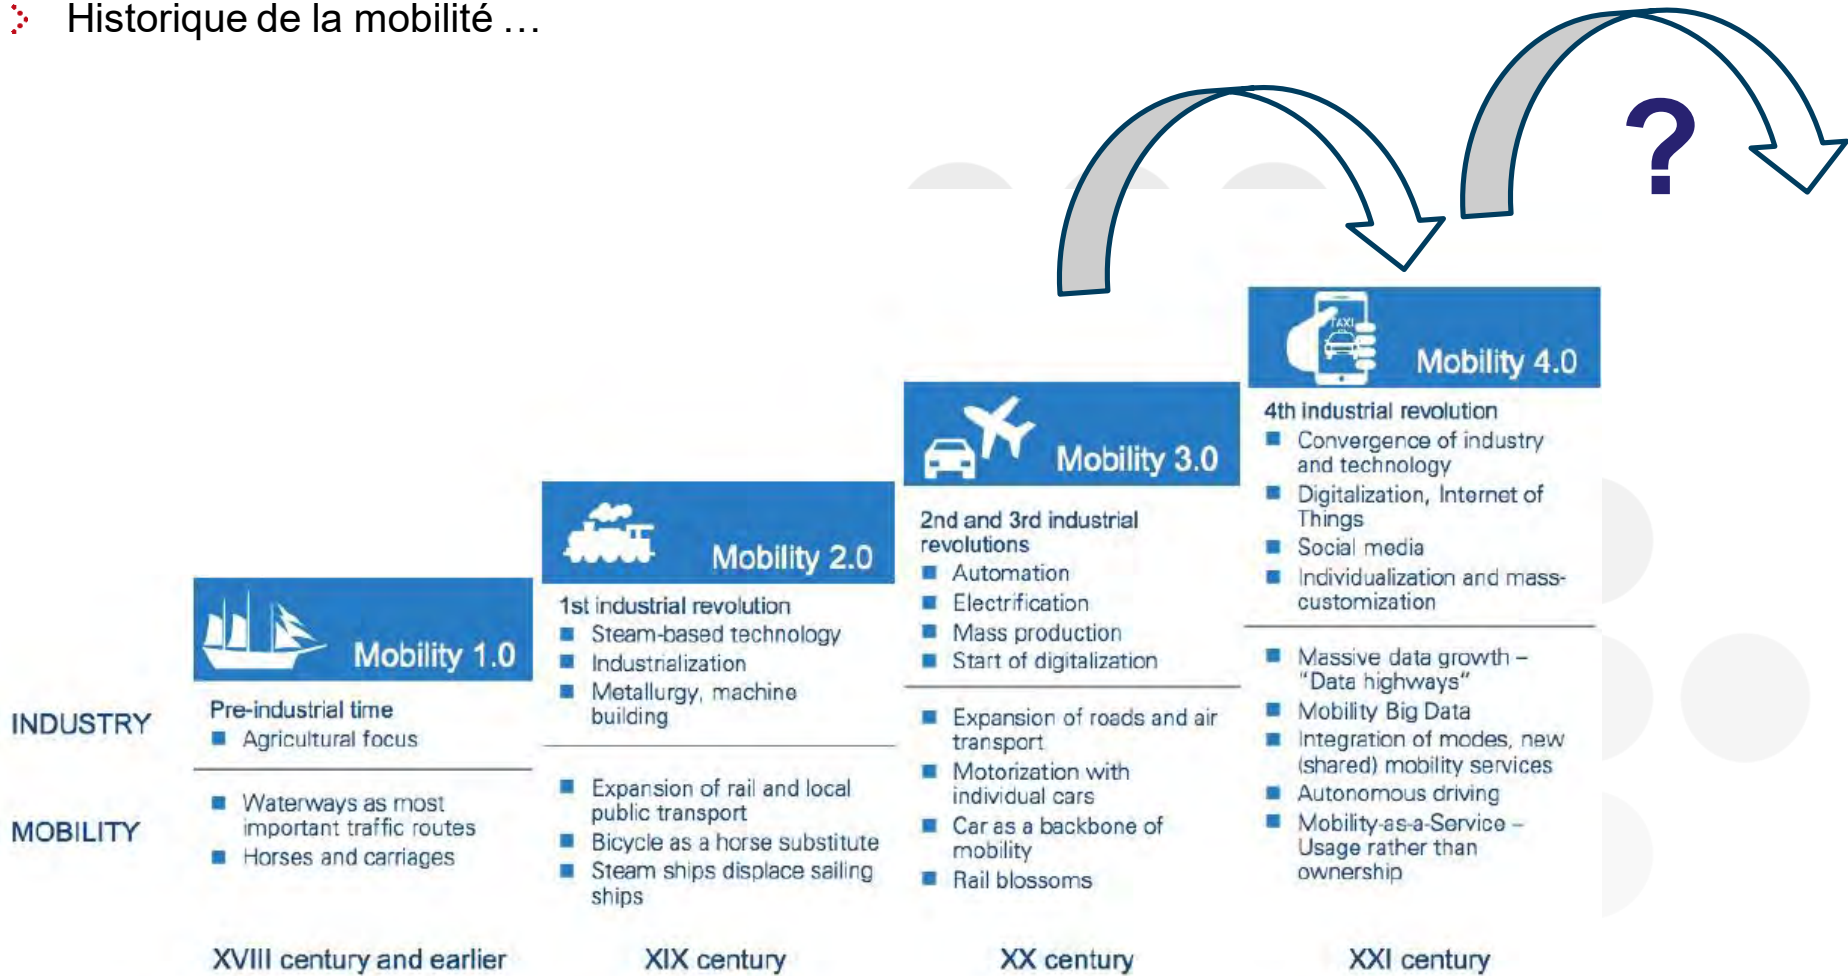 Historique de la mobilité …
?
TAXI
Mobility 4.0
4th industrial revolution
Convergence of industry
and technology
Digitalization, Internet of
Things
Social media
Individualization and mass-
customization
Massive data growth –
"Data highways"
Mobility Big Data
Integration of modes, new
(shared) mobility services
Autonomous driving
Mobility-as-a-Service –
Usage rather than
ownership
XXI century
Mobility 3.0
2nd and 3rd industrial
revolutions
Automation
Electrification
Mass production
Start of digitalization
Expansion of roads and air
transport
Motorization with
individual cars
Car as a backbone of
mobility
Rail blossoms
XX century
Mobility 2.0
1st industrial revolution
Steam-based technology
Industrialization
Metallurgy, machine
building
Expansion of rail and local
public transport
Bicycle as a horse substitute
Steam ships displace sailing
ships
XIX century
Mobility 1.0
Pre-industrial time
Agricultural focus
Waterways as most
important traffic routes
Horses and carriages
XVIII century and earlier
INDUSTRY
MOBILITY